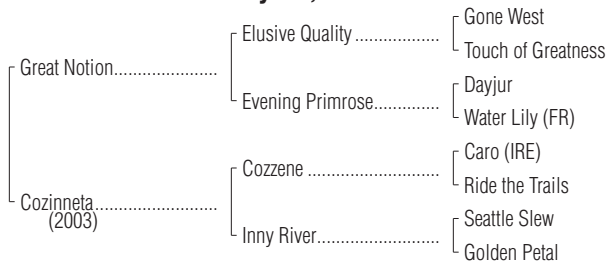 Gone West
Elusive Quality ..................
Touch of Greatness
Great Notion......................
Dayjur
Evening Primrose..............
Water Lily (FR)
Caro (IRE)
Cozzene ............................
Ride the Trails
Cozinneta..........................
(2003)
Seattle Slew
Inny River..........................
Golden Petal